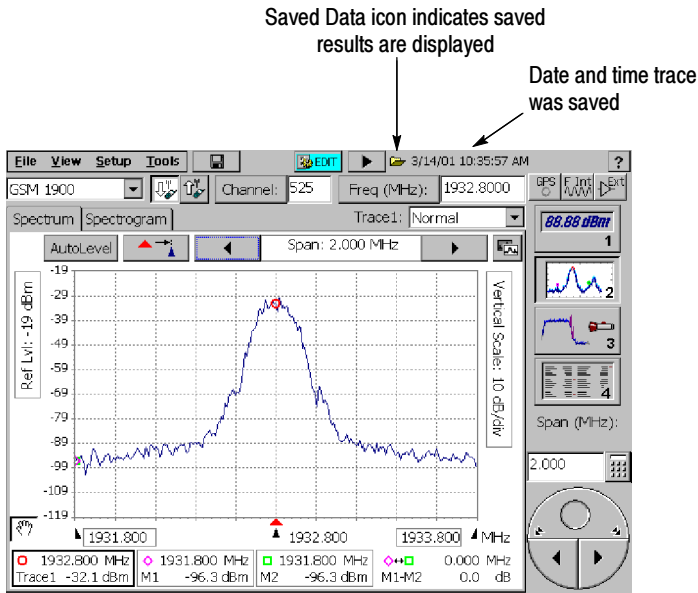 Saved Data icon indicates saved
results are displayed
Date and time trace
was saved
File View Setup Tools EDIT 3/14/01 10:35:57 AM ?
GSM 1900 Channel: 525 Freq (MHz): 1932.8000 GPS F Int Ext
Spectrum Spectrogram Trace1: Normal
88.88 dBm
1
AutoLevel Span: 2.000 MHz
2
3
4
Ref Lvl: -19 dBm
-19
-29
-39
-49
-59
-69
-79
-89
-99
-109
-119
Vertical Scale: 10 dB/div
Span (MHz):
2.000
1931.800 1932.800 1933.800 MHz
1932.800 MHz 1931.800 MHz 1931.800 MHz 0.000 MHz
Trace1 -32.1 dBm M1 -96.3 dBm M2 -96.3 dBm M1-M2 0.0 dB